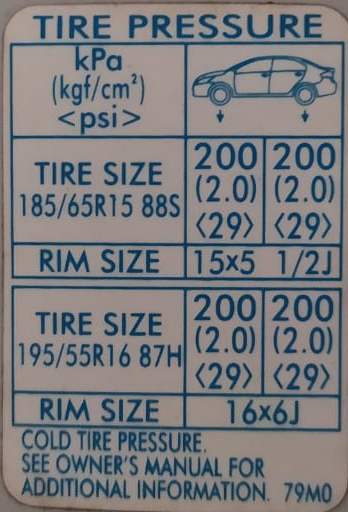 TIRE PRESSURE
kPa
(kgf/cm²)
<psi>
TIRE SIZE
185/65R15 88S
200 200
(2.0) (2.0)
<29> <29>
RIM SIZE 15x5 1/2J
TIRE SIZE
195/55R16 87H
200 200
(2.0) (2.0)
<29> <29>
RIM SIZE 16x6J
COLD TIRE PRESSURE.
SEE OWNER'S MANUAL FOR
ADDITIONAL INFORMATION. 79M0